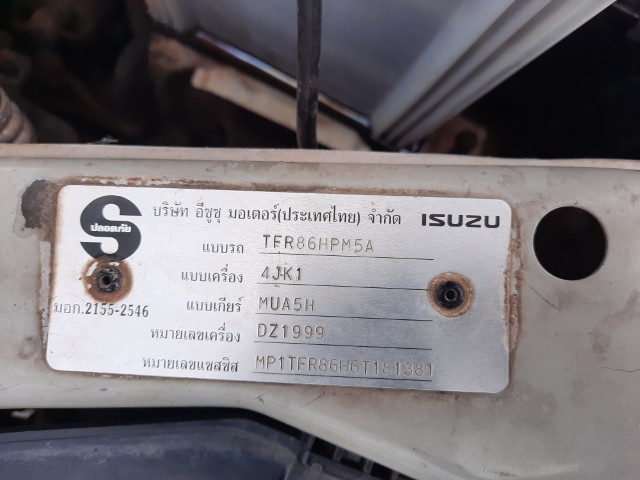 บริษัท อีซูซุ มอเตอร์(ประเทศไทย) จำกัด ISUZU
S
ปลอดภัย
แบบรถ TFR86HPM5A
แบบเครื่อง 4JK1
มอก.2155-2546 แบบเกียร์ MUA5H
หมายเลขเครื่อง DZ1999
หมายเลขแชสซิส MP1TFR86H6T181381